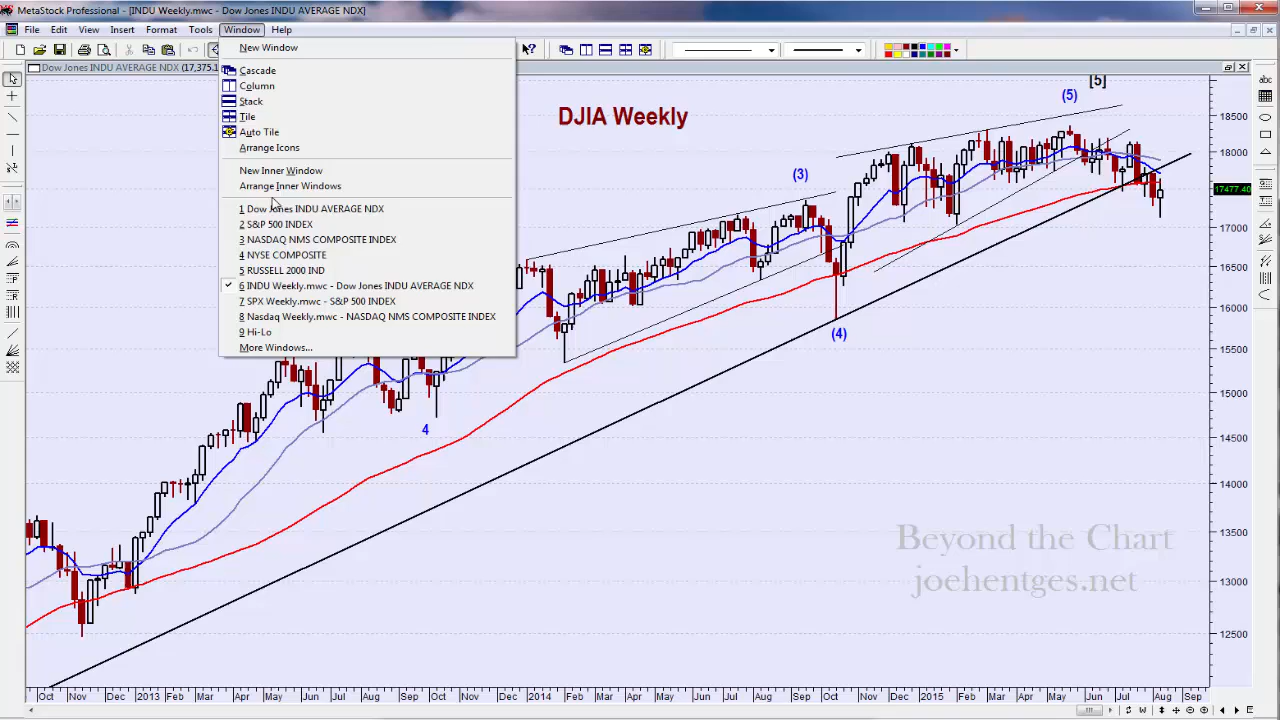 MetaStock Professional - [INDU Weekly.mwc - Dow Jones INDU AVERAGE NDX]
File Edit View Insert Format Tools Window Help
Dow Jones INDU AVERAGE NDX (17,375.1
New Window
Cascade
Column
Stack
Tile
Auto Tile
Arrange Icons
New Inner Window
Arrange Inner Windows
1 Dow Jones INDU AVERAGE NDX
2 S&P 500 INDEX
3 NASDAQ NMS COMPOSITE INDEX
4 NYSE COMPOSITE
5 RUSSELL 2000 IND
6 INDU Weekly.mwc - Dow Jones INDU AVERAGE NDX
7 SPX Weekly.mwc - S&P 500 INDEX
8 Nasdaq Weekly.mwc - NASDAQ NMS COMPOSITE INDEX
9 Hi-Lo
More Windows...
DJIA Weekly
[5]
(5)
(3)
(4)
4
abc
18500
18000
17477.40
17000
16500
16000
15500
15000
14500
14000
13500
13000
12500
Beyond the Chart
joehentges.net
Oct Nov Dec 2013 Feb Mar Apr May Jun Jul Aug Sep Oct Nov Dec 2014 Feb Mar Apr May Jun Jul Aug Sep Oct Nov Dec 2015 Feb Mar Apr May Jun Jul Aug Sep